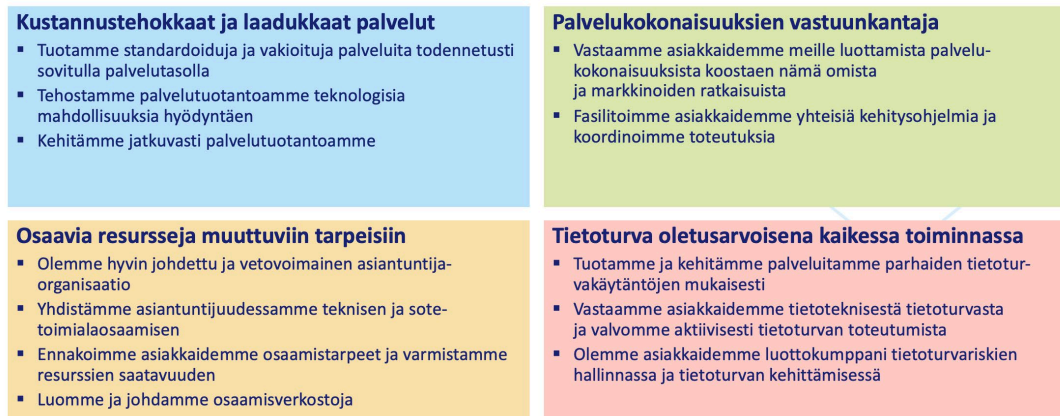 Kustannustehokkaat ja laadukkaat palvelut
▪ Tuotamme standardoiduja ja vakioituja palveluita todennetusti
sovitulla palvelutasolla
▪ Tehostamme palvelutuotantoamme teknologisia
mahdollisuuksia hyödyntäen
▪ Kehitämme jatkuvasti palvelutuotantoamme
Palvelukokonaisuuksien vastuunkantaja
▪ Vastaamme asiakkaidemme meille luottamista palvelu-
kokonaisuuksista koostaen nämä omista
ja markkinoiden ratkaisuista
▪ Fasilitoimme asiakkaidemme yhteisiä kehitysohjelmia ja
koordinoimme toteutuksia
Osaavia resursseja muuttuviin tarpeisiin
▪ Olemme hyvin johdettu ja vetovoimainen asiantuntija-
organisaatio
▪ Yhdistämme asiantuntijuudessamme teknisen ja sote-
toimialaosaamisen
▪ Ennakoimme asiakkaidemme osaamistarpeet ja varmistamme
resurssien saatavuuden
▪ Luomme ja johdamme osaamisverkostoja
Tietoturva oletusarvoisena kaikessa toiminnassa
▪ Tuotamme ja kehitämme palveluitamme parhaiden tietotur-
vakäytäntöjen mukaisesti
▪ Vastaamme asiakkaidemme tietoteknisestä tietoturvasta
ja valvomme aktiivisesti tietoturvan toteutumista
▪ Olemme asiakkaidemme luottokumppani tietoturvariskien
hallinnassa ja tietoturvan kehittämisessä